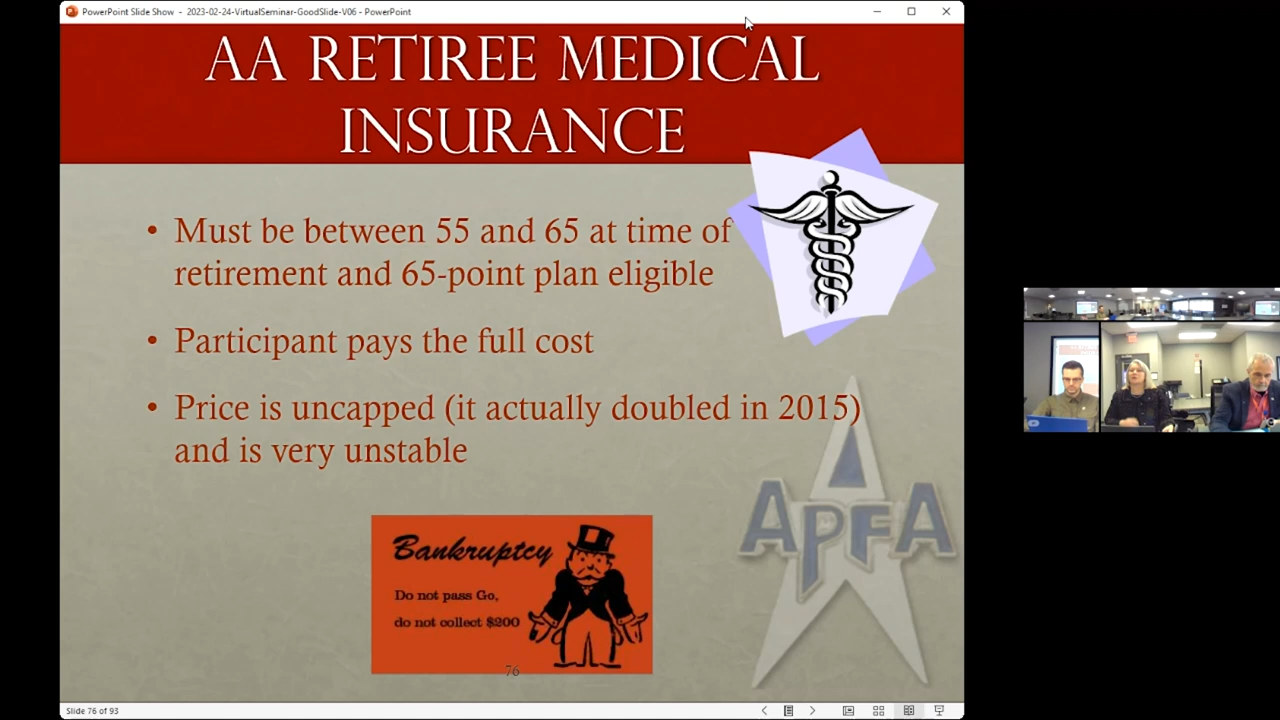 PowerPoint Slide Show - 2023-02-24-VirtualSeminar-GoodSlide-V06 - PowerPoint
AA RETIREE MEDICAL
INSURANCE
• Must be between 55 and 65 at time of
retirement and 65-point plan eligible
• Participant pays the full cost
• Price is uncapped (it actually doubled in 2015)
and is very unstable
APFA
Bankruptcy
Do not pass Go,
do not collect $200
76
Slide 76 of 93